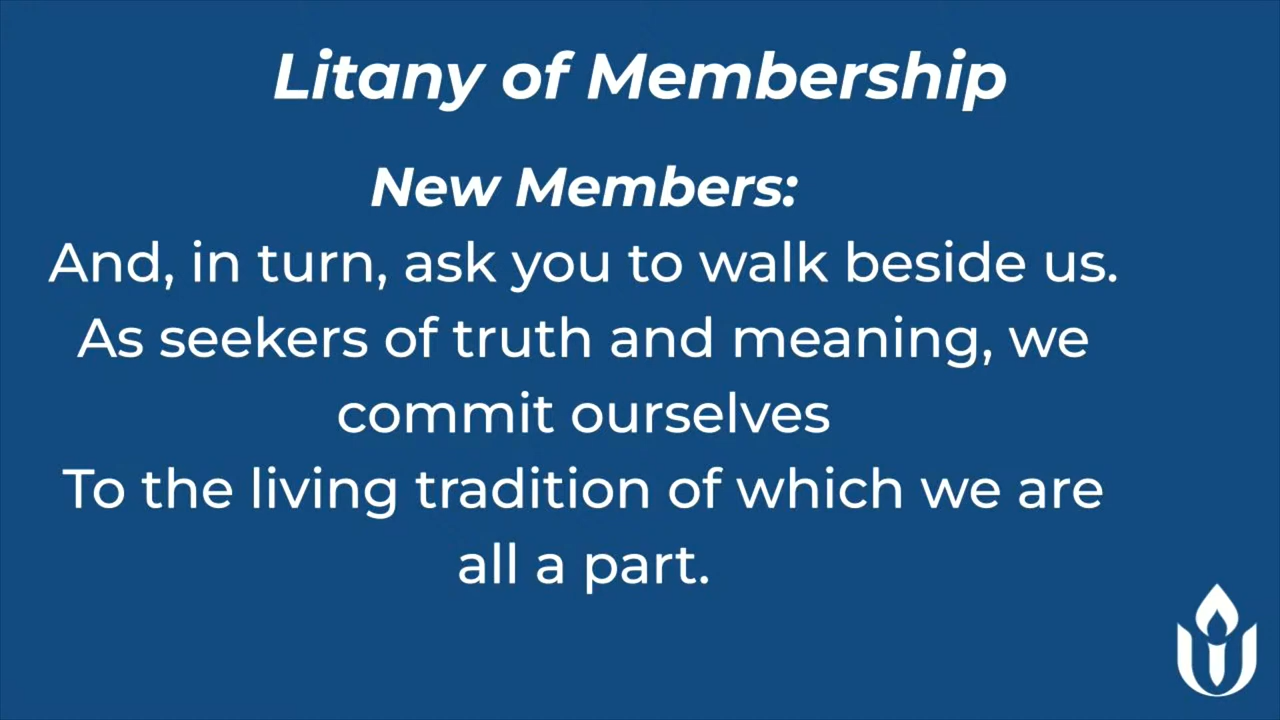 Litany of Membership
New Members:
And, in turn, ask you to walk beside us.
As seekers of truth and meaning, we
commit ourselves
To the living tradition of which we are
all a part.